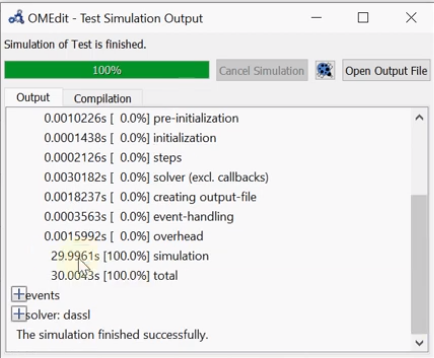 OMEdit - Test Simulation Output
Simulation of Test is finished.
100% Cancel Simulation Open Output File
Output Compilation
0.0010226s [ 0.0%] pre-initialization
0.0001438s [ 0.0%] initialization
0.0002126s [ 0.0%] steps
0.0030182s [ 0.0%] solver (excl. callbacks)
0.0018237s [ 0.0%] creating output-file
0.0003563s [ 0.0%] event-handling
0.0015992s [ 0.0%] overhead
29.9961s [100.0%] simulation
30.0043s [100.0%] total
events
solver: dassl
The simulation finished successfully.